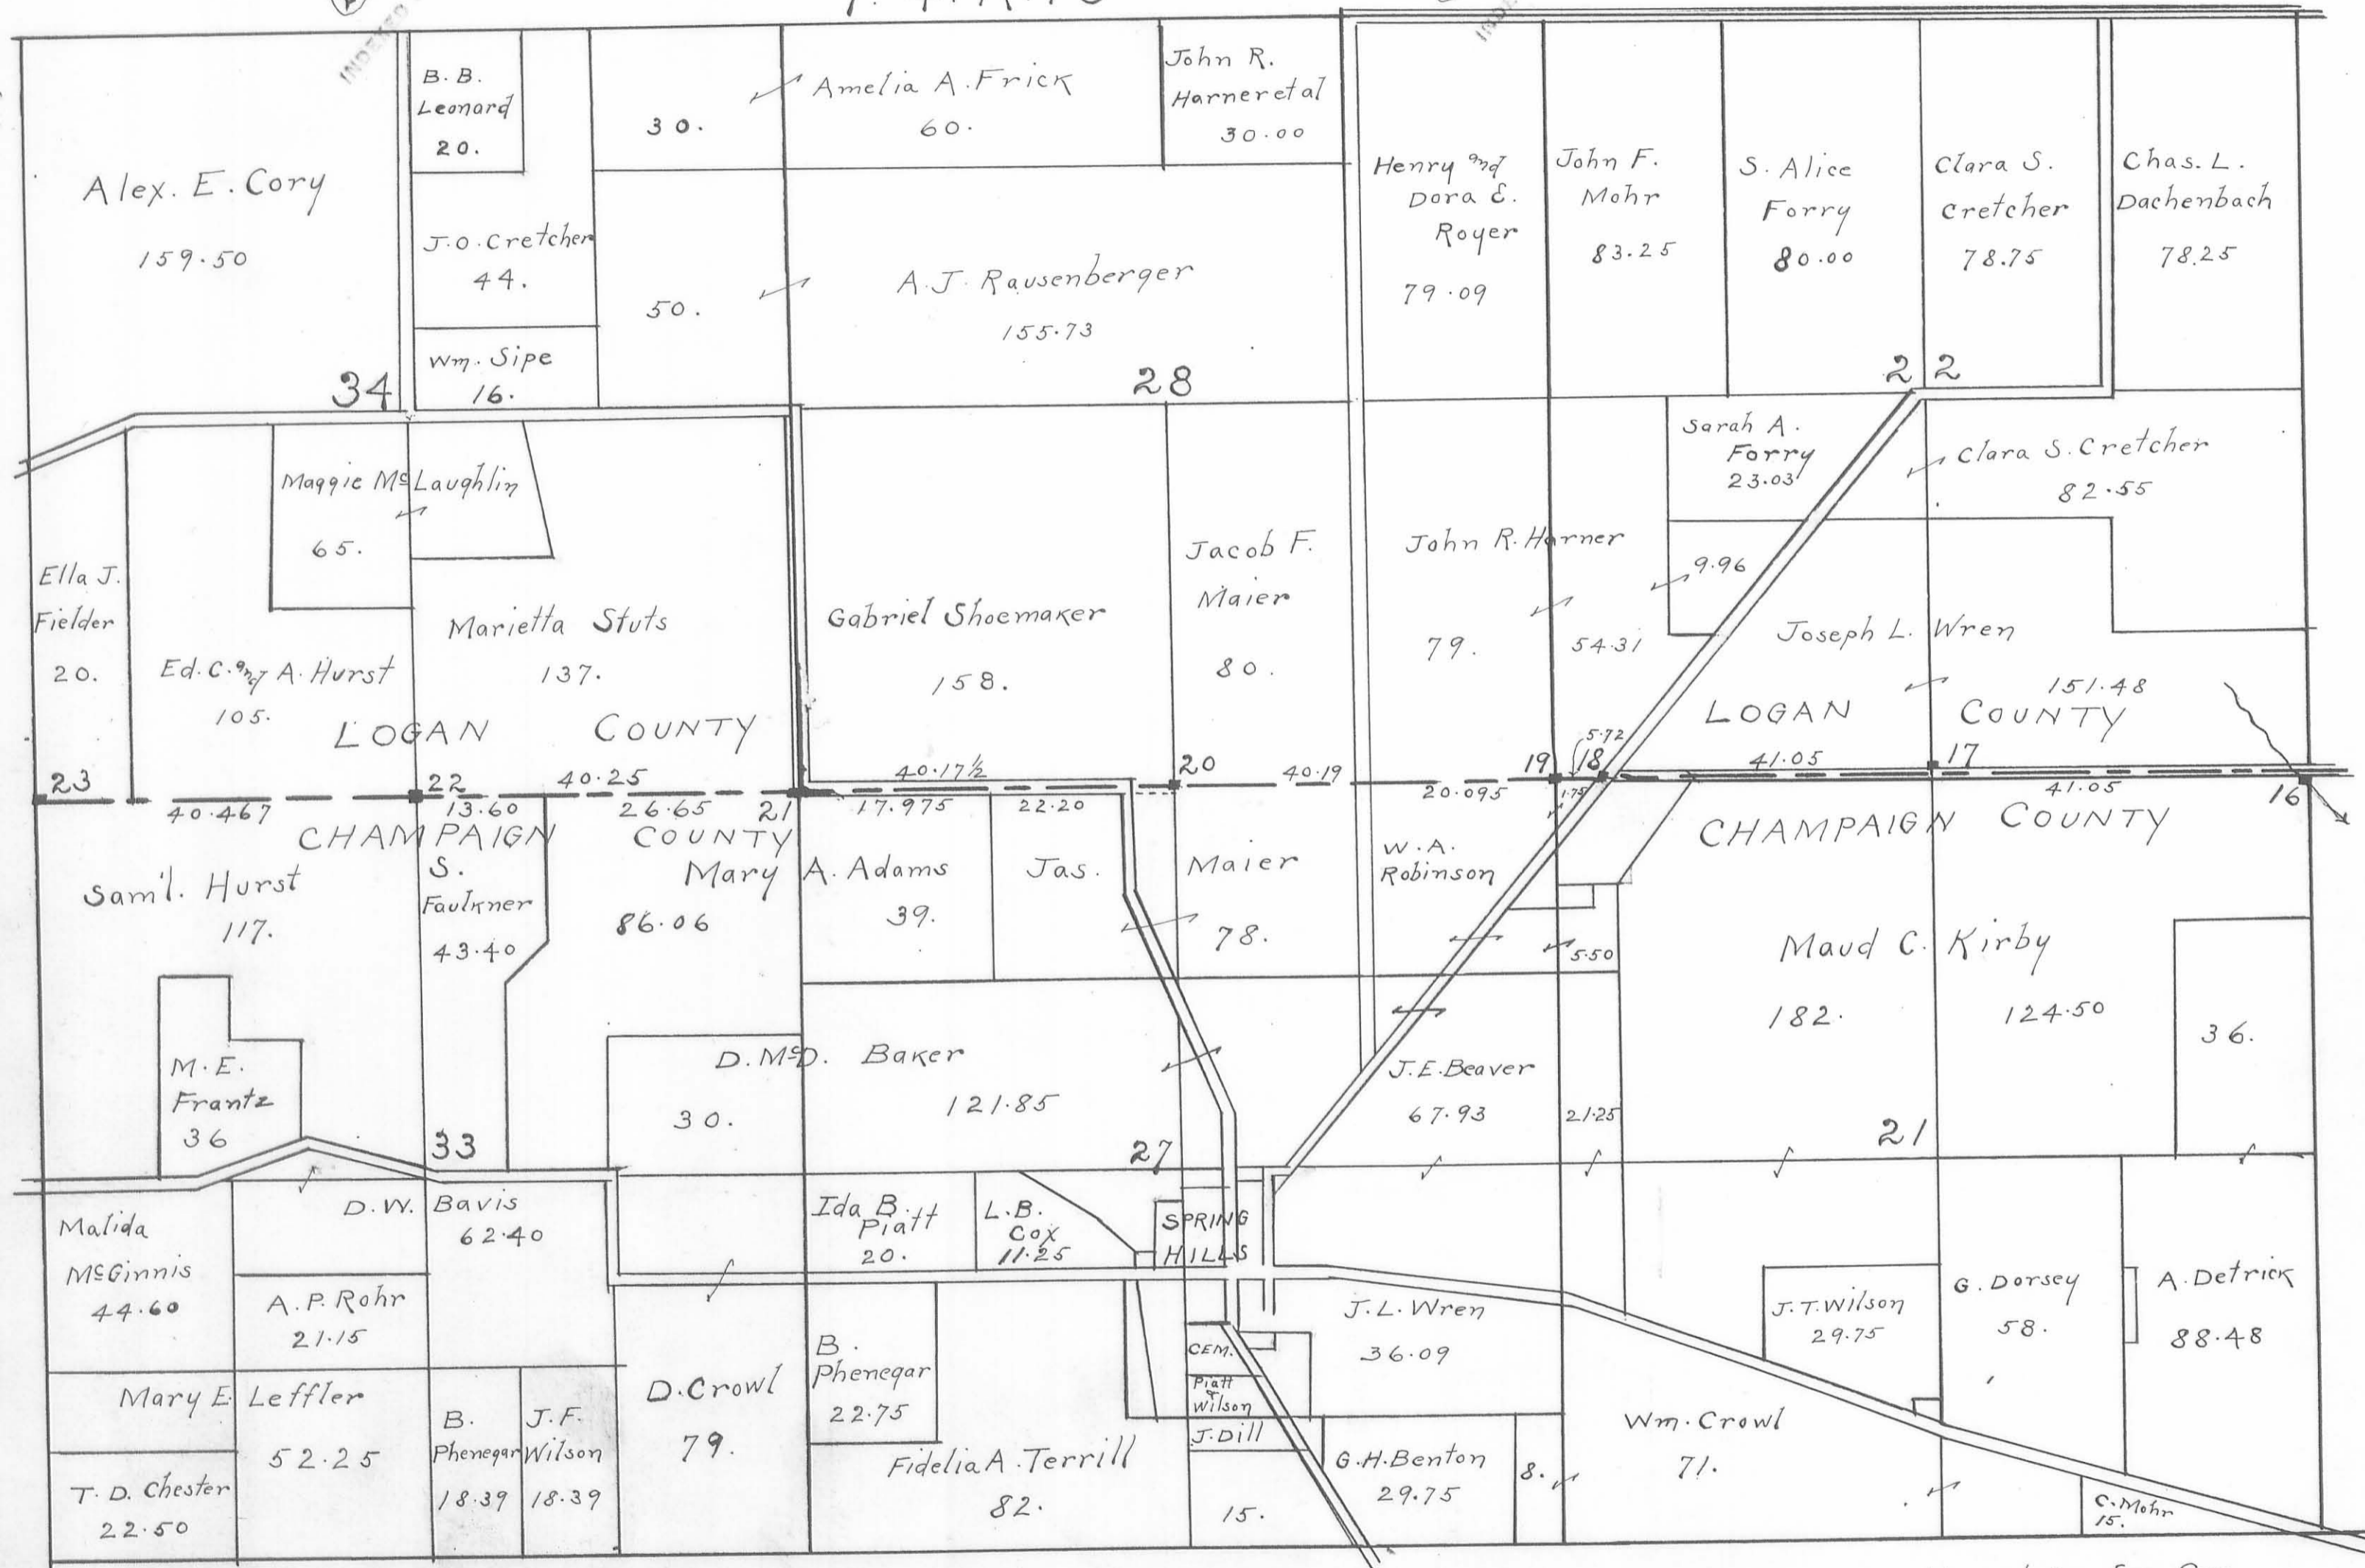 INDEXED
B. B.
Leonard
20.
30.
Amelia A. Frick
60.
John R.
Harner etal
30.00
Alex. E. Cory
159.50
J. O. Cretcher
44.
50.
A. J. Rausenberger
155.73
Henry and
Dora E.
Royer
79.09
John F.
Mohr
83.25
S. Alice
Forry
80.00
Clara S.
Cretcher
78.75
Chas. L.
Dachenbach
78.25
Wm. Sipe
16.
34
28
22
Maggie McLaughlin
65.
Sarah A.
Forry
23.03
Clara S. Cretcher
82.55
Ella J.
Fielder
20.
Ed. C. and A. Hurst
105.
Marietta Stuts
137.
Gabriel Shoemaker
158.
Jacob F.
Maier
80.
John R. Harner
79.
54.31
9.96
Joseph L. Wren
151.48
LOGAN COUNTY
LOGAN COUNTY
23
22
40.25
40.17½
20
40.19
19
5.72
18
41.05
17
40.467
13.60
26.65
21
17.975
22.20
20.095
1.75
41.05
16
CHAMPAIGN COUNTY
CHAMPAIGN COUNTY
Sam'l. Hurst
117.
S.
Faulkner
43.40
Mary A. Adams
86.06
39.
Jas. Maier
78.
W. A.
Robinson
5.50
Maud C. Kirby
182.
124.50
36.
M. E.
Frantz
36
D. McD. Baker
30.
121.85
J. E. Beaver
67.93
21.25
33
27
21
Malida
McGinnis
44.60
D. W. Bavis
62.40
Ida B.
Piatt
20.
L. B.
Cox
11.25
SPRING
HILLS
A. P. Rohr
21.15
J. L. Wren
36.09
J. T. Wilson
29.75
G. Dorsey
58.
A. Detrick
88.48
Mary E. Leffler
52.25
B.
Phenegar
18.39
J. F.
Wilson
18.39
D. Crowl
79.
B.
Phenegar
22.75
CEM.
Piatt
&
Wilson
J. Dill
15.
Fidelia A. Terrill
82.
G. H. Benton
29.75
8.
Wm. Crowl
71.
T. D. Chester
22.50
C. Mohr
15.